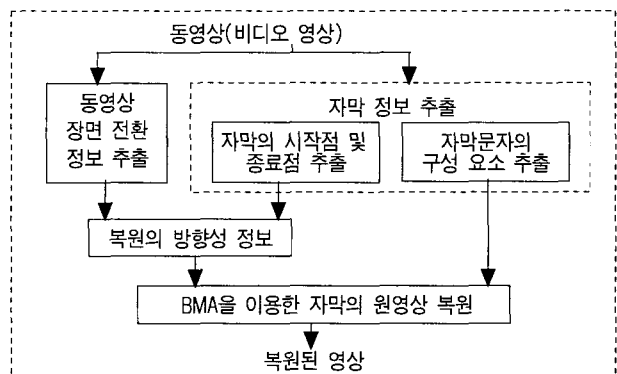 동영상(비디오 영상)
동영상
장면 전환
정보 추출
자막 정보 추출
자막의 시작점 및
종료점 추출
자막문자의
구성 요소 추출
복원의 방향성 정보
BMA을 이용한 자막의 원영상 복원
복원된 영상